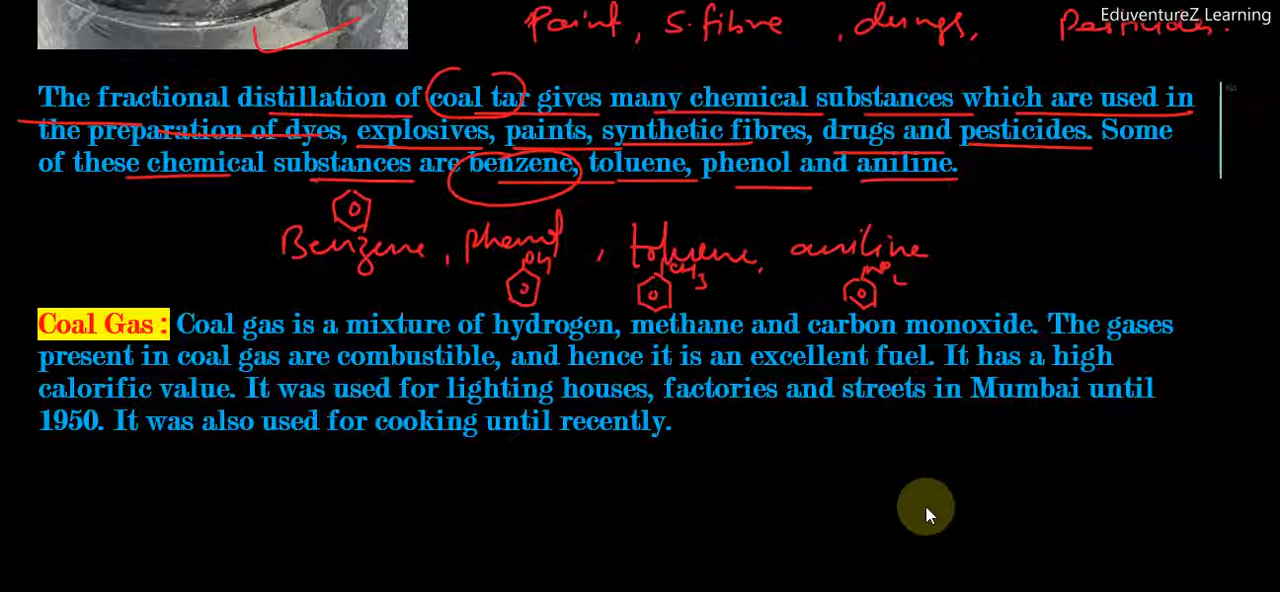 EduventureZ Learning
Paint, S.fibre, drugs, Pesticides.
The fractional distillation of coal tar gives many chemical substances which are used in
the preparation of dyes, explosives, paints, synthetic fibres, drugs and pesticides. Some
of these chemical substances are benzene, toluene, phenol and aniline.
Benzene, phenol, toluene, aniline
OH CH3 NH2
Coal Gas : Coal gas is a mixture of hydrogen, methane and carbon monoxide. The gases
present in coal gas are combustible, and hence it is an excellent fuel. It has a high
calorific value. It was used for lighting houses, factories and streets in Mumbai until
1950. It was also used for cooking until recently.